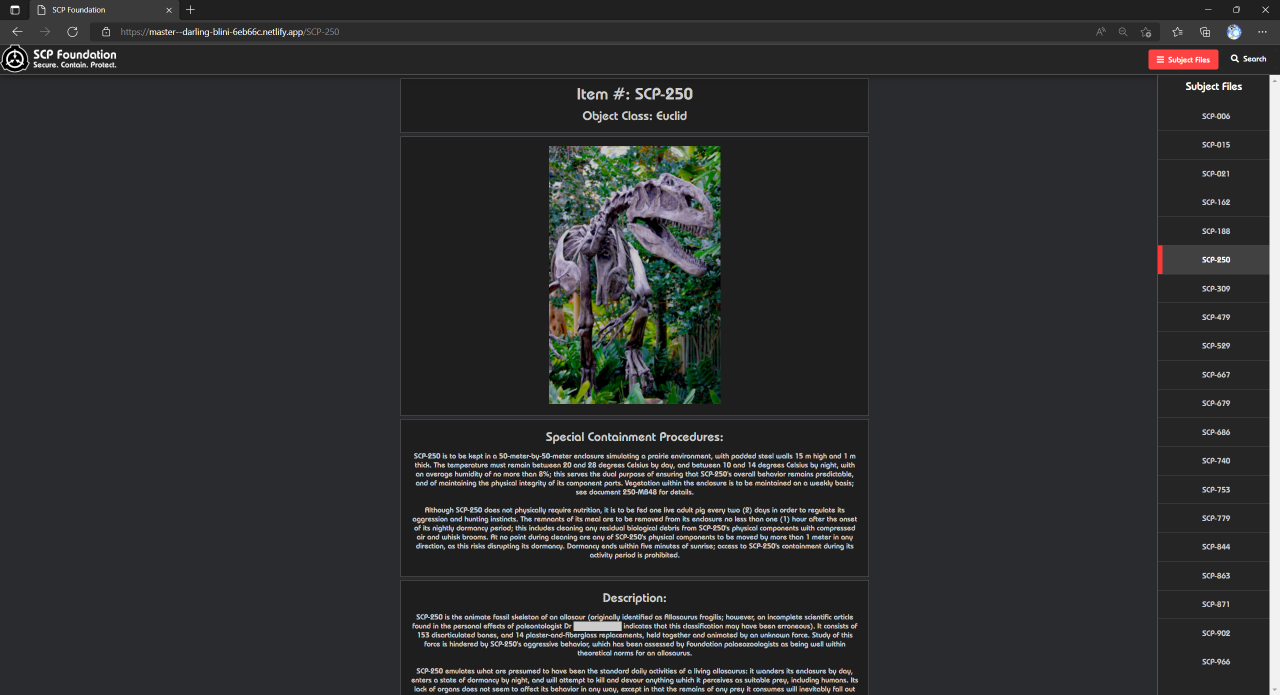 SCP Foundation
https://master--darling-blini-6eb66c.netlify.app/SCP-250
SCP Foundation
Secure. Contain. Protect.
Subject Files
Search
Item #: SCP-250
Object Class: Euclid
Special Containment Procedures:
SCP-250 is to be kept in a 50-meter-by-50-meter enclosure simulating a prairie environment, with padded steel walls 15 m high and 1 m
thick. The temperature must remain between 20 and 28 degrees Celsius by day, and between 10 and 14 degrees Celsius by night, with
an average humidity of no more than 8%; this serves the dual purpose of ensuring that SCP-250's overall behavior remains predictable,
and of maintaining the physical integrity of its component parts. Vegetation within the enclosure is to be maintained on a weekly basis;
see document 250-MB48 for details.
Although SCP-250 does not physically require nutrition, it is to be fed one live adult pig every two (2) days in order to regulate its
aggression and hunting instincts. The remnants of its meal are to be removed from its enclosure no less than one (1) hour after the onset
of its nightly dormancy period; this includes cleaning any residual biological debris from SCP-250's physical components with compressed
air and whisk brooms. At no point during cleaning are any of SCP-250's physical components to be moved by more than 1 meter in any
direction, as this risks disrupting its dormancy. Dormancy ends within five minutes of sunrise; access to SCP-250's containment during its
activity period is prohibited.
Description:
SCP-250 is the animate fossil skeleton of an allosaur (originally identified as Allosaurus fragilis; however, an incomplete scientific article
found in the personal effects of paleontologist Dr indicates that this classification may have been erroneous). It consists of
153 disarticulated bones, and 14 plaster-and-fiberglass replacements, held together and animated by an unknown force. Study of this
force is hindered by SCP-250's aggressive behavior, which has been assessed by Foundation palaeozoologists as being well within
theoretical norms for an allosaurus.
SCP-250 emulates what are presumed to have been the standard daily activities of a living allosaurus: it wanders its enclosure by day,
enters a state of dormancy by night, and will attempt to kill and devour anything which it perceives as suitable prey, including humans. Its
lack of organs does not seem to affect its behavior in any way, except in that the remains of any prey it consumes will inevitably fall out
Subject Files
SCP-006
SCP-015
SCP-021
SCP-162
SCP-188
SCP-250
SCP-309
SCP-479
SCP-529
SCP-667
SCP-679
SCP-686
SCP-740
SCP-753
SCP-779
SCP-844
SCP-863
SCP-871
SCP-902
SCP-966